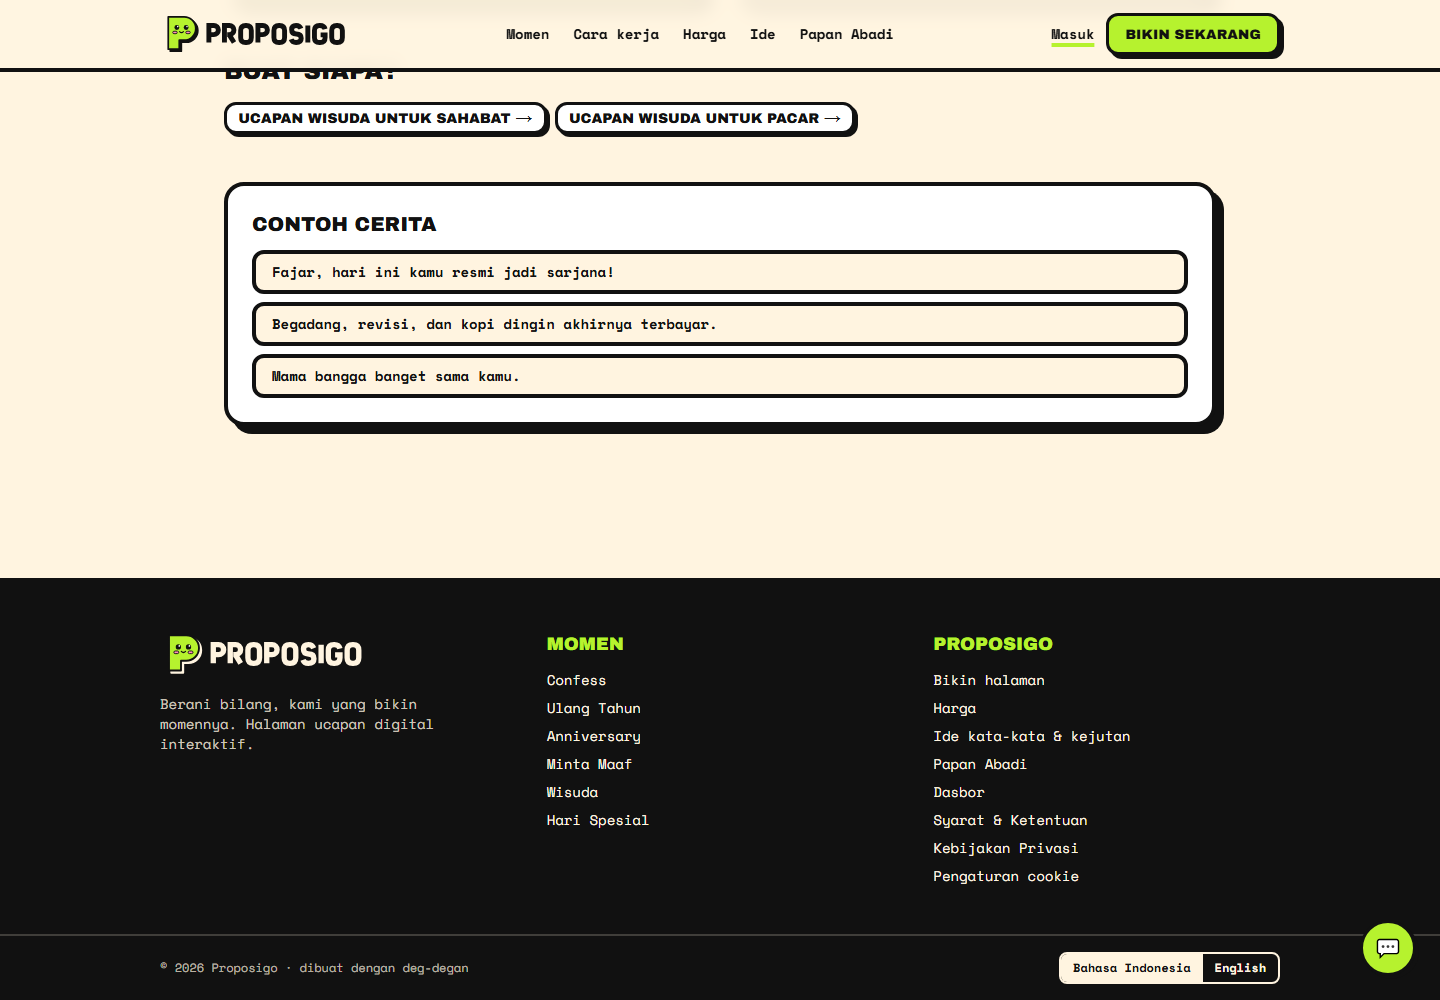 PROPOSIGO
Momen
Cara kerja
Harga
Ide
Papan Abadi
Masuk
BIKIN SEKARANG
BUAT SIAPA?
UCAPAN WISUDA UNTUK SAHABAT →
UCAPAN WISUDA UNTUK PACAR →
CONTOH CERITA
Fajar, hari ini kamu resmi jadi sarjana!
Begadang, revisi, dan kopi dingin akhirnya terbayar.
Mama bangga banget sama kamu.
PROPOSIGO
Berani bilang, kami yang bikin
momennya. Halaman ucapan digital
interaktif.
MOMEN
Confess
Ulang Tahun
Anniversary
Minta Maaf
Wisuda
Hari Spesial
PROPOSIGO
Bikin halaman
Harga
Ide kata-kata & kejutan
Papan Abadi
Dasbor
Syarat & Ketentuan
Kebijakan Privasi
Pengaturan cookie
© 2026 Proposigo · dibuat dengan deg-degan
Bahasa Indonesia
English